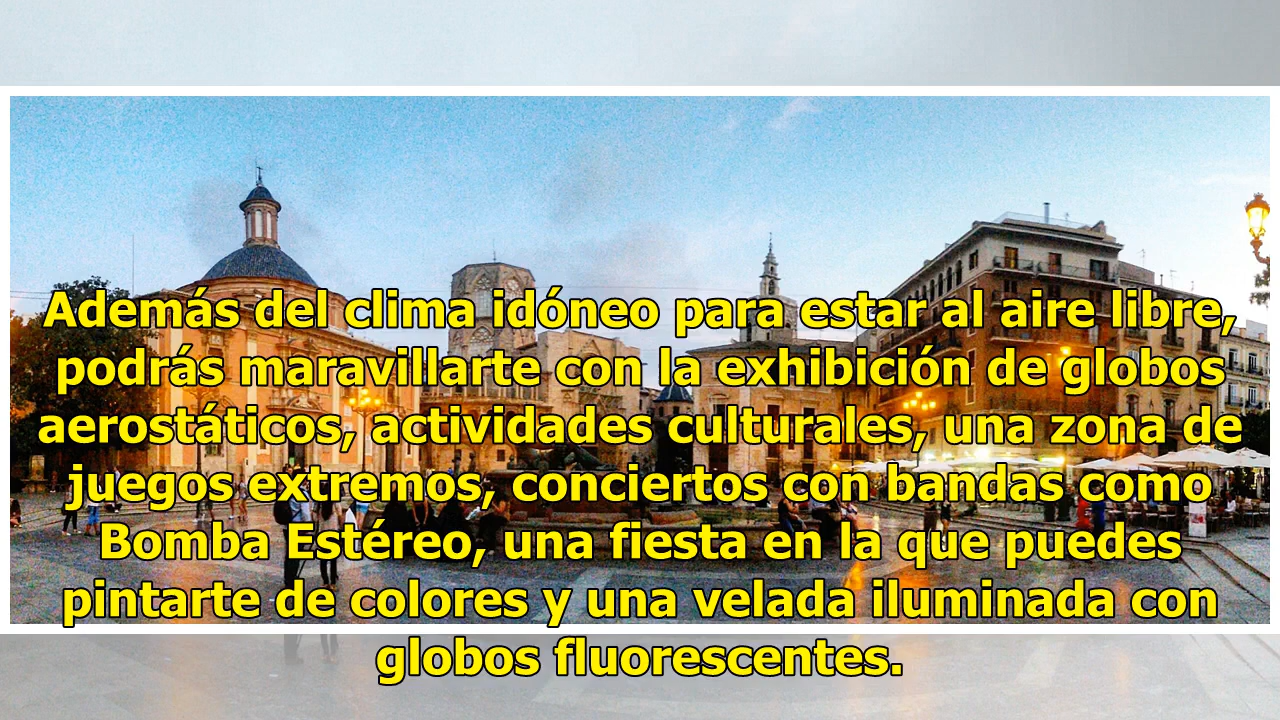 Además del clima idóneo para estar al aire libre,
podrás maravillarte con la exhibición de globos
aerostáticos, actividades culturales, una zona de
juegos extremos, conciertos con bandas como
Bomba Estéreo, una fiesta en la que puedes
pintarte de colores y una velada iluminada con
globos fluorescentes.